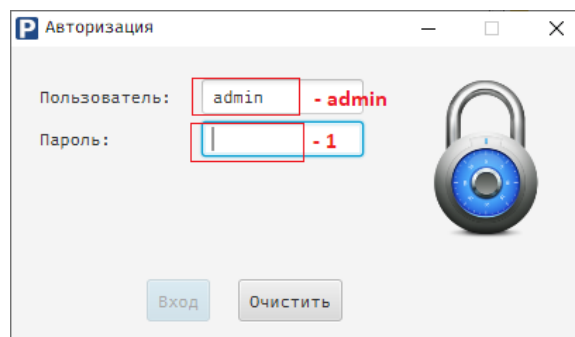 Авторизация
Пользователь: admin - admin
Пароль: - 1
Вход Очистить